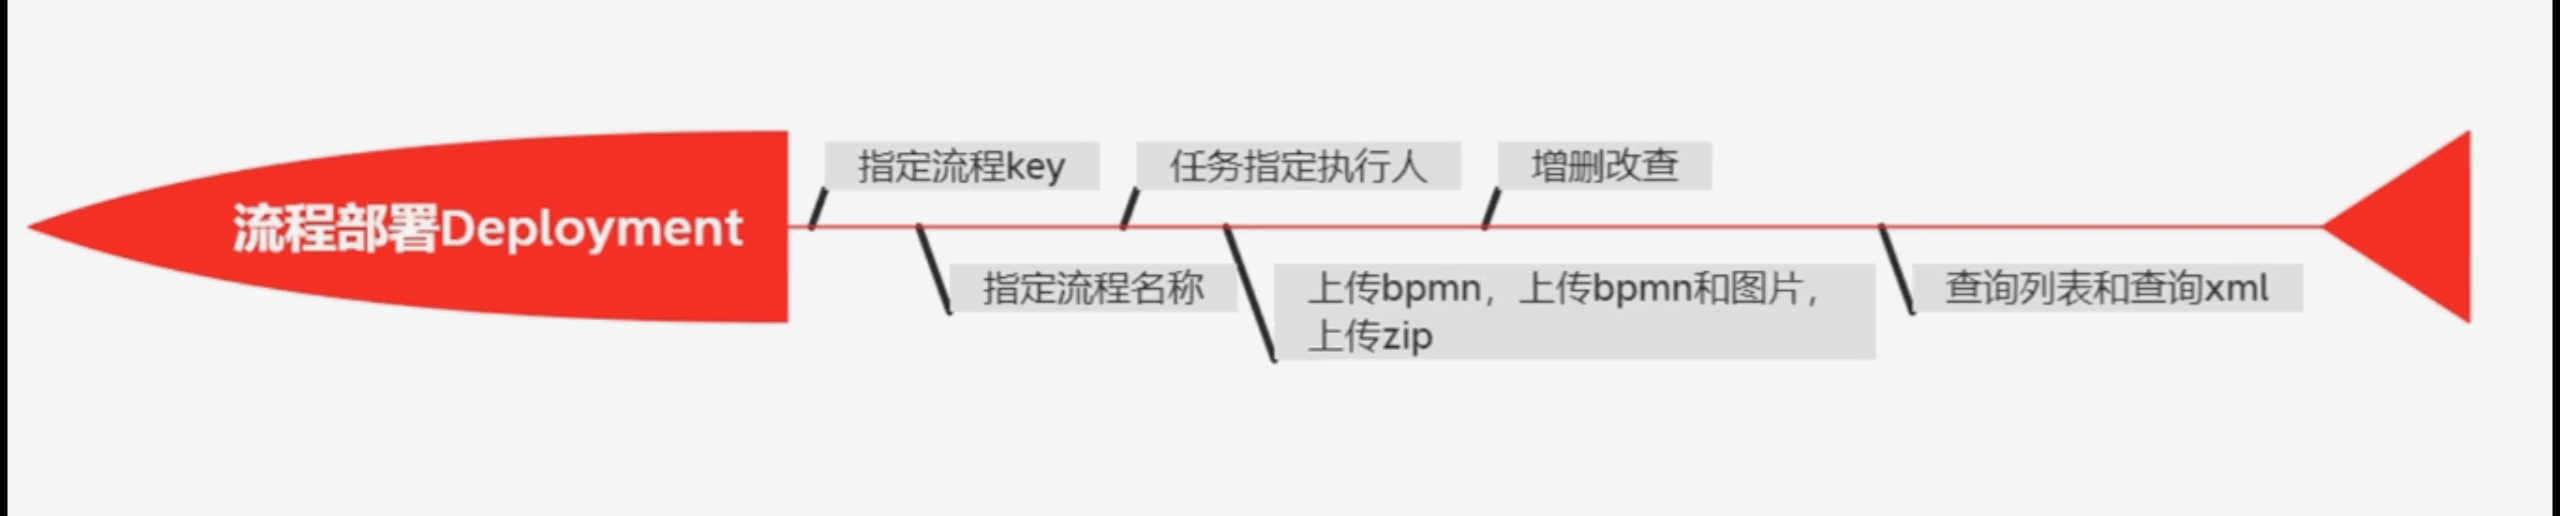 流程部署Deployment
指定流程key
指定流程名称
任务指定执行人
上传bpmn，上传bpmn和图片，
上传zip
增删改查
查询列表和查询xml